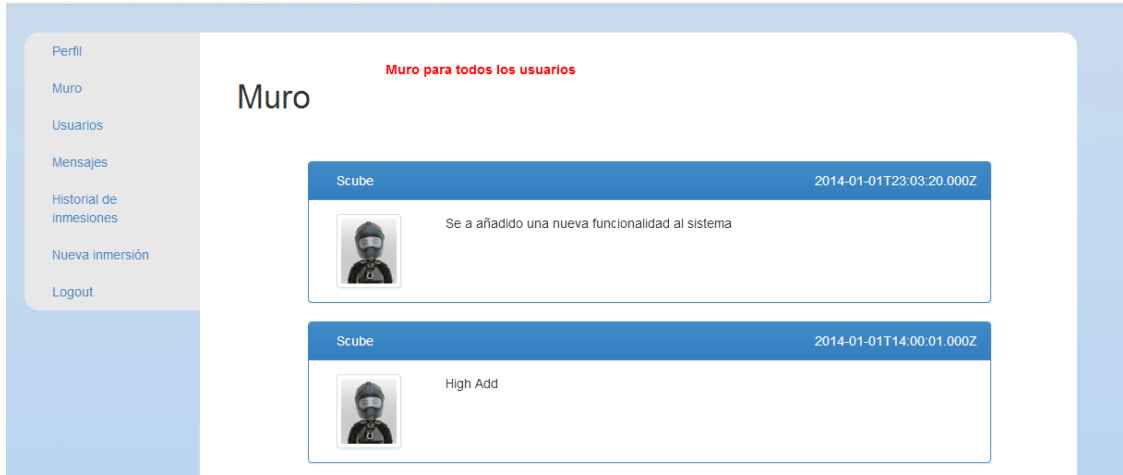 Perfil
Muro
Usuarios
Mensajes
Historial de
inmesiones
Nueva inmersión
Logout
Muro para todos los usuarios
Muro
Scube 2014-01-01T23:03:20.000Z
Se a añadido una nueva funcionalidad al sistema
Scube 2014-01-01T14:00:01.000Z
High Add